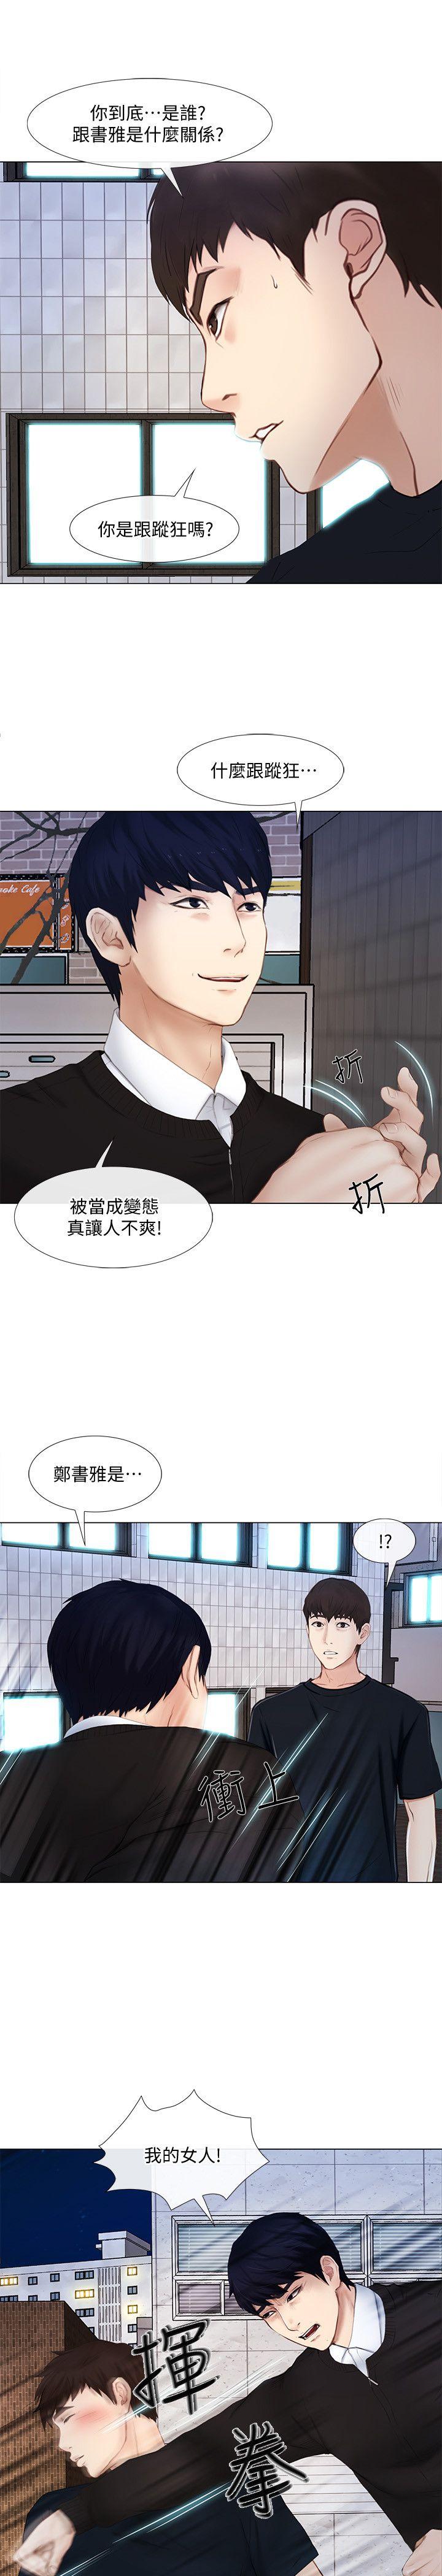 你到底⋯是誰?
跟書雅是什麼關係?
你是跟蹤狂嗎?
什麼跟蹤狂⋯
oke Cafe
折
折
被當成變態
真讓人不爽!
鄭書雅是⋯
!?
衝上
我的女人!
揮
拳